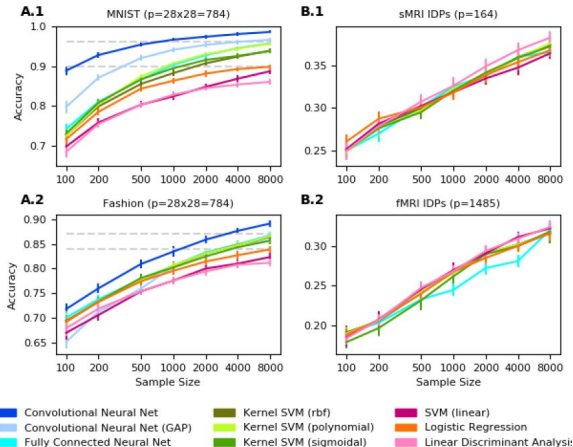 A.1
MNIST (p=28x28=784)
1.0
0.9
0.8
0.7
Accuracy
100 200 500 1000 2000 4000 8000
B.1
sMRI IDPs (p=164)
0.35
0.30
0.25
100 200 500 1000 2000 4000 8000
A.2
Fashion (p=28x28=784)
0.90
0.85
0.80
0.75
0.70
0.65
Accuracy
100 200 500 1000 2000 4000 8000
Sample Size
B.2
fMRI IDPs (p=1485)
0.30
0.25
0.20
100 200 500 1000 2000 4000 8000
Sample Size
Convolutional Neural Net
Convolutional Neural Net (GAP)
Fully Connected Neural Net
Kernel SVM (rbf)
Kernel SVM (polynomial)
Kernel SVM (sigmoidal)
SVM (linear)
Logistic Regression
Linear Discriminant Analysis